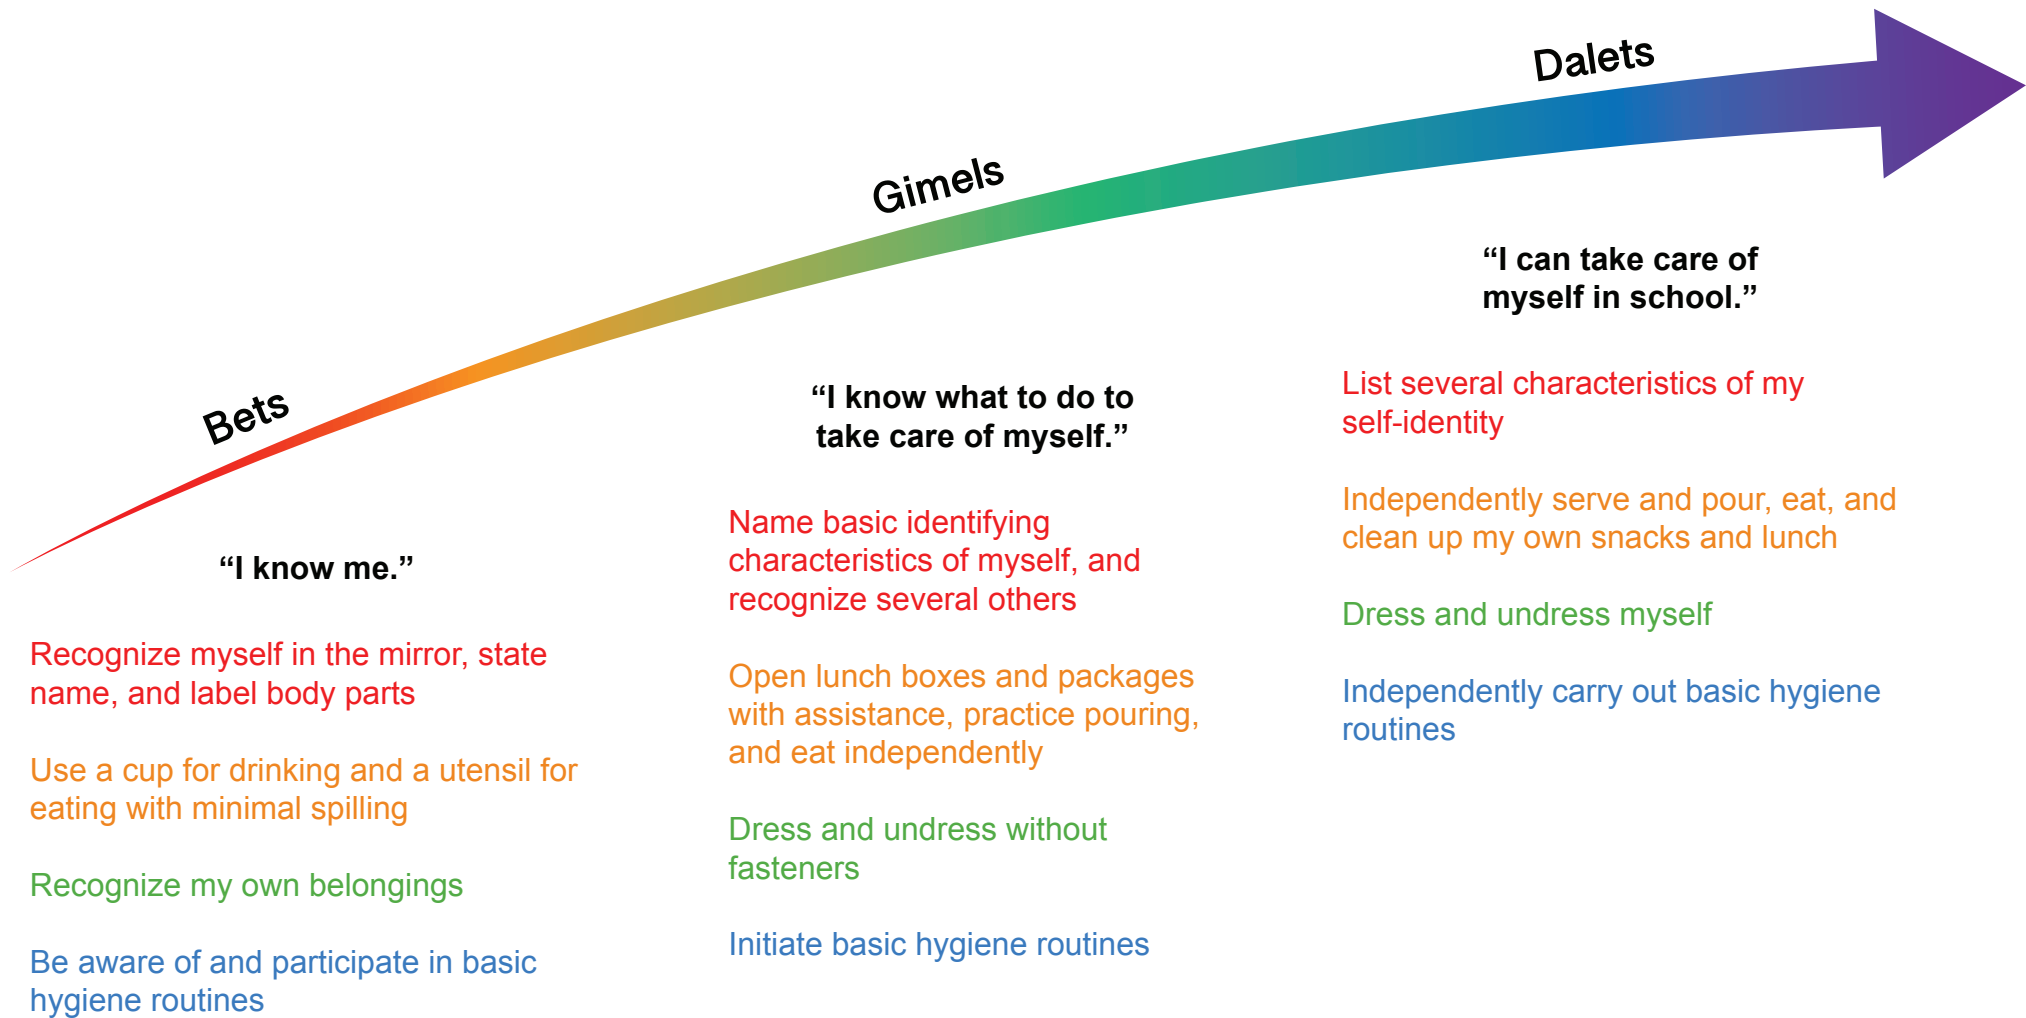 Bets
“I know me.”
Recognize myself in the mirror, state
name, and label body parts
Use a cup for drinking and a utensil for
eating with minimal spilling
Recognize my own belongings
Be aware of and participate in basic
hygiene routines
Gimels
“I know what to do to
take care of myself.”
Name basic identifying
characteristics of myself, and
recognize several others
Open lunch boxes and packages
with assistance, practice pouring,
and eat independently
Dress and undress without
fasteners
Initiate basic hygiene routines
Dalets
“I can take care of
myself in school.”
List several characteristics of my
self-identity
Independently serve and pour, eat, and
clean up my own snacks and lunch
Dress and undress myself
Independently carry out basic hygiene
routines